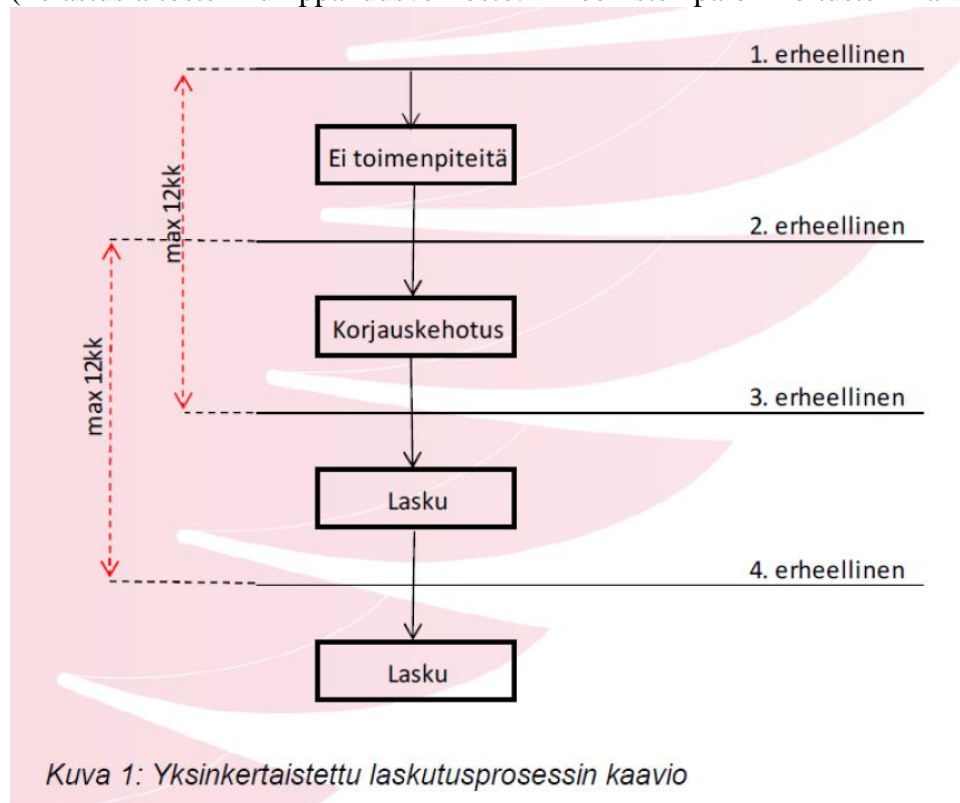 1. erheellinen
Ei toimenpiteitä
max 12kk
2. erheellinen
Korjauskehotus
max 12kk
3. erheellinen
Lasku
4. erheellinen
Lasku
Kuva 1: Yksinkertaistettu laskutusprosessin kaavio